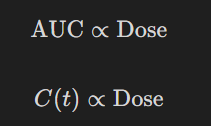 AUC ∝ Dose
C(t) ∝ Dose